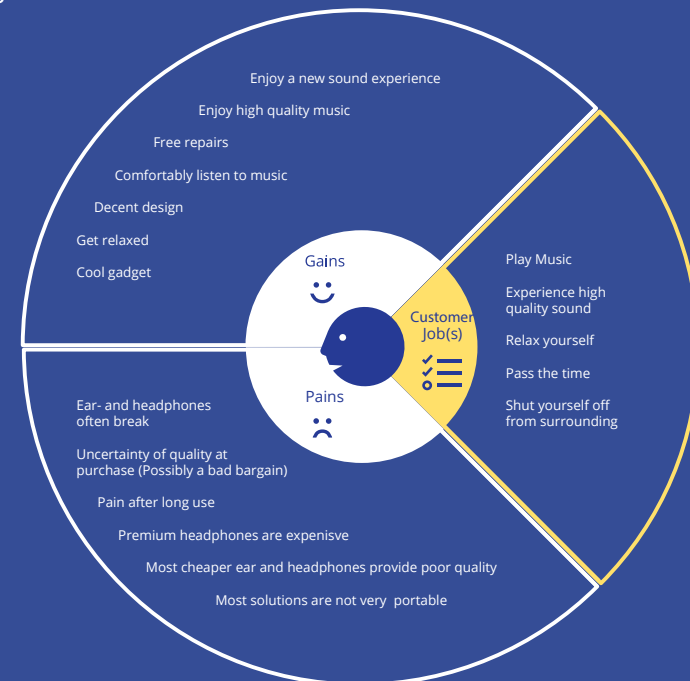 Enjoy a new sound experience
Enjoy high quality music
Free repairs
Comfortably listen to music
Decent design
Get relaxed
Cool gadget
Gains
Customer
Job(s)
Play Music
Experience high
quality sound
Relax yourself
Pass the time
Shut yourself off
from surrounding
Pains
Ear- and headphones
often break
Uncertainty of quality at
purchase (Possibly a bad bargain)
Pain after long use
Premium headphones are expenisve
Most cheaper ear and headphones provide poor quality
Most solutions are not very  portable